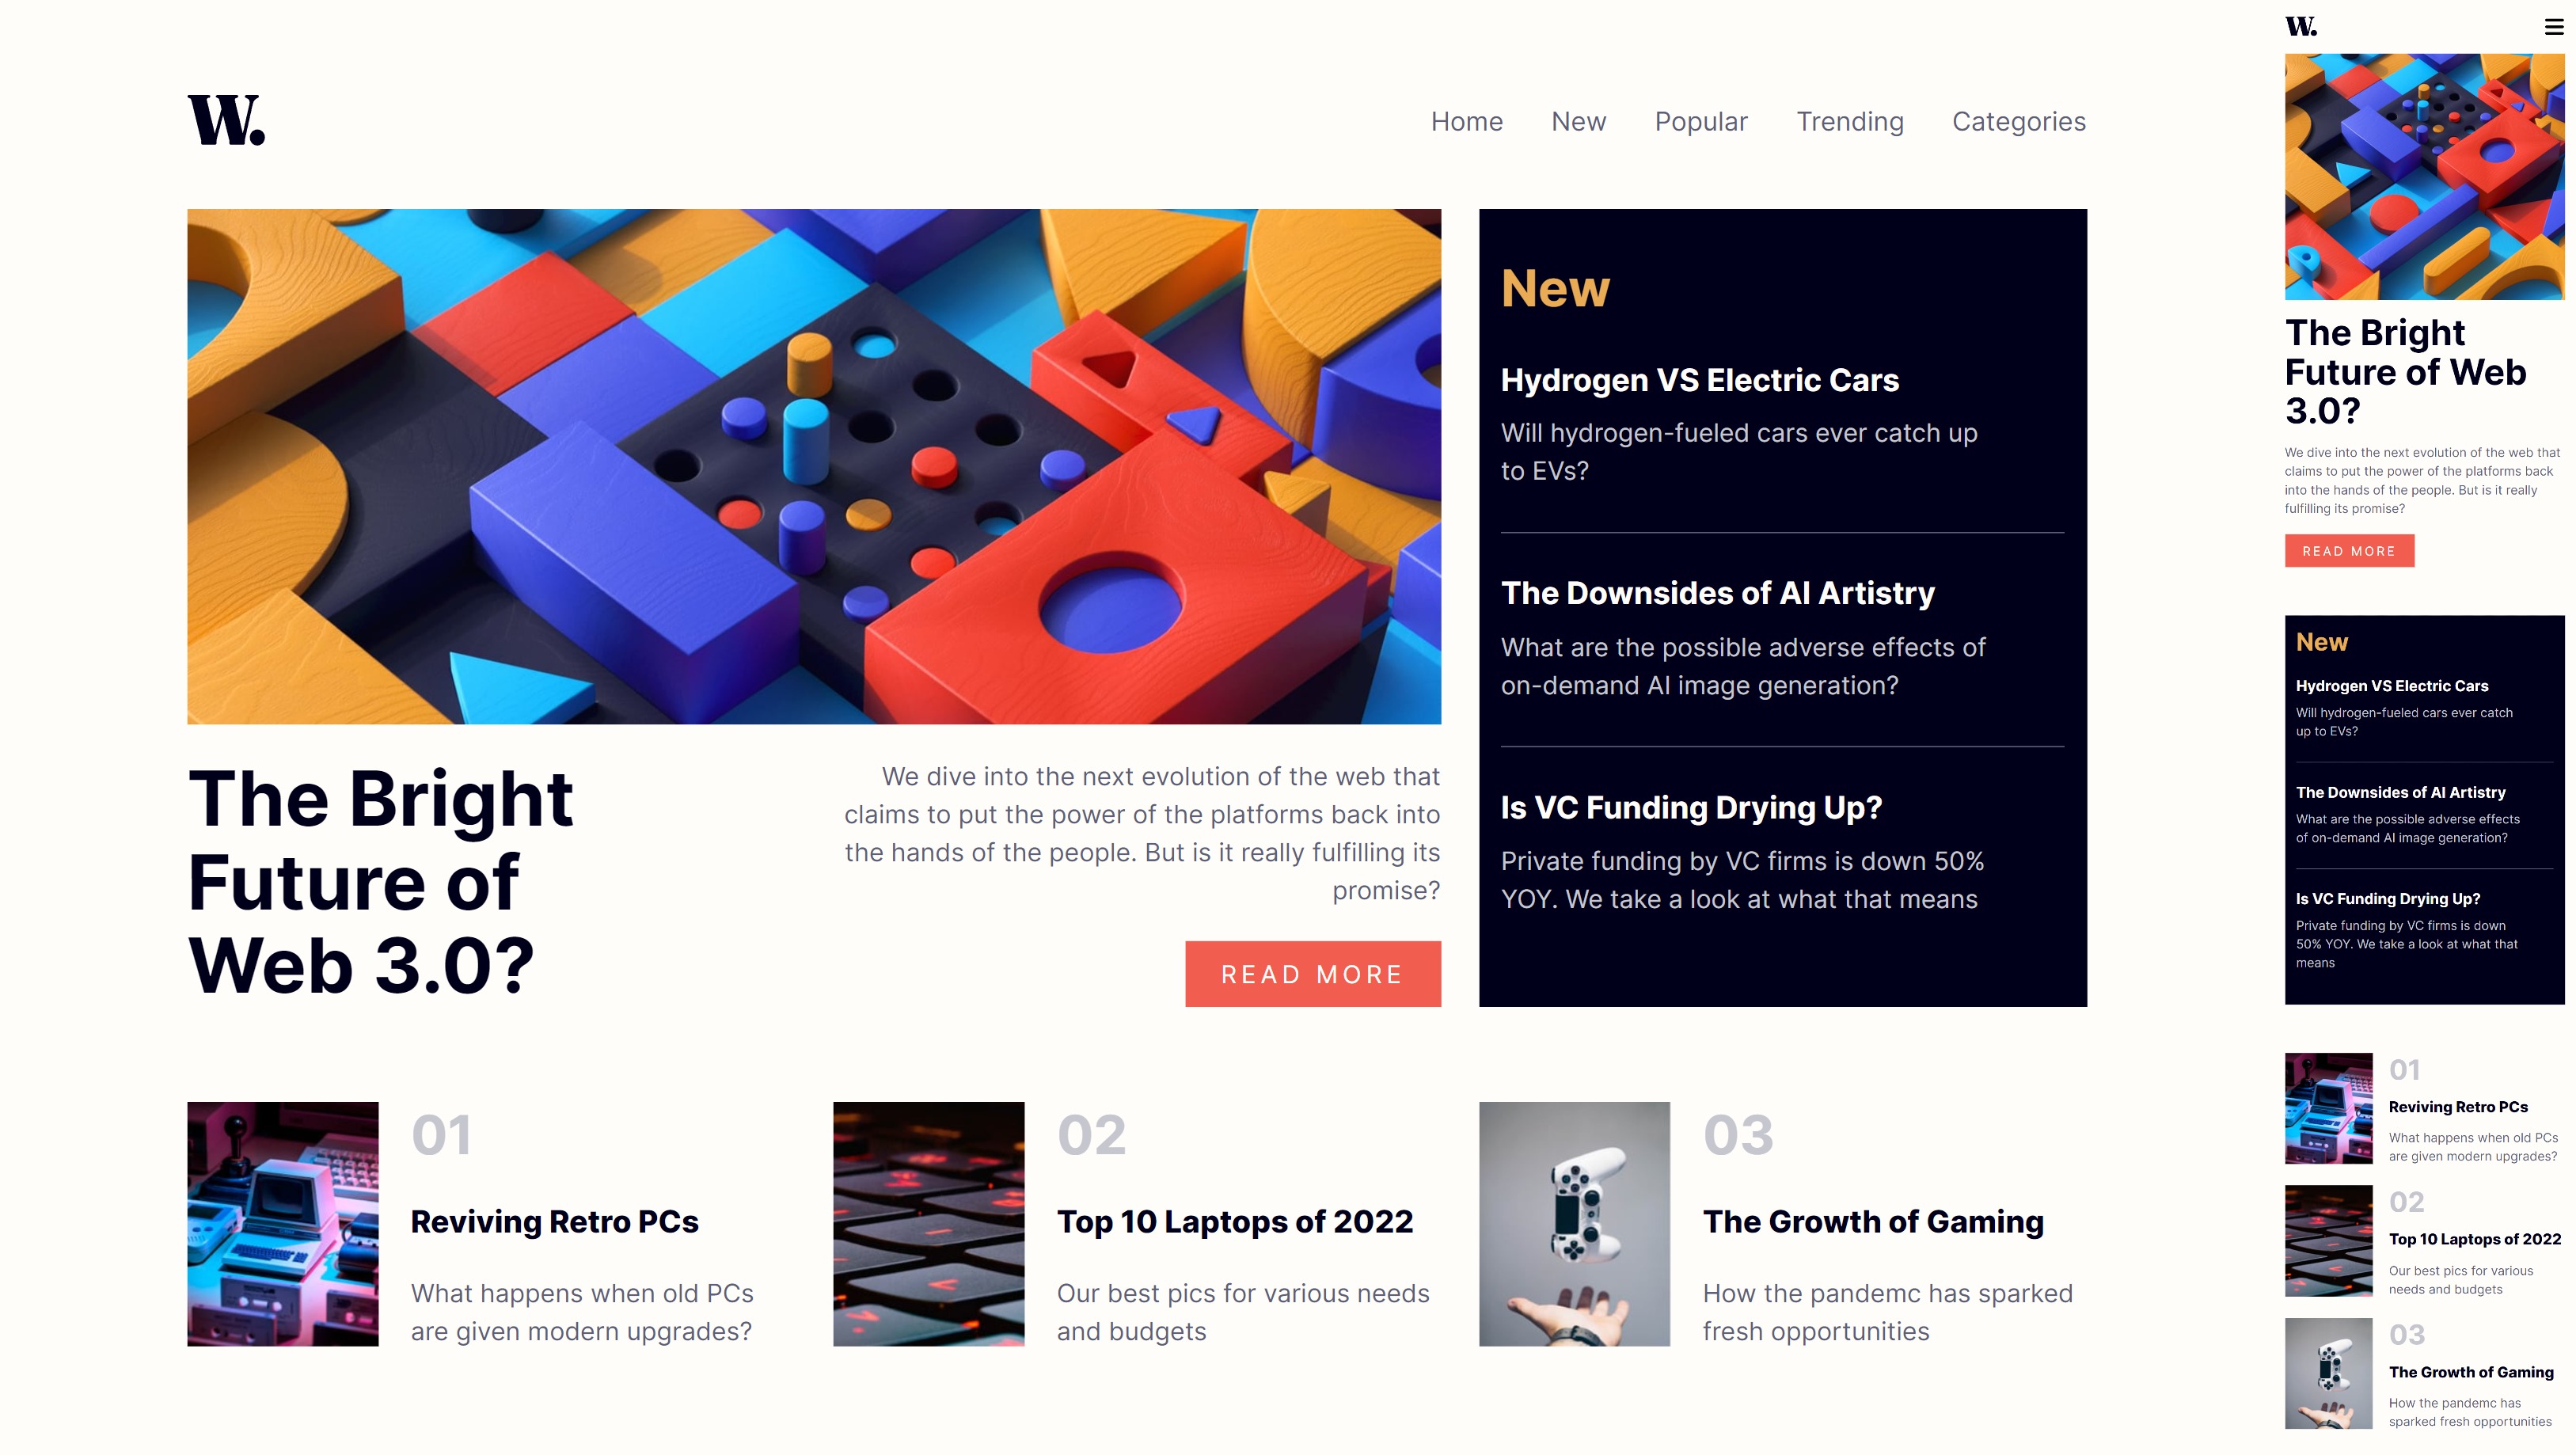 W.
Home New Popular Trending Categories
The Bright
Future of
Web 3.0?
We dive into the next evolution of the web that
claims to put the power of the platforms back into
the hands of the people. But is it really fulfilling its
promise?
READ MORE
New
Hydrogen VS Electric Cars
Will hydrogen-fueled cars ever catch up
to EVs?
The Downsides of AI Artistry
What are the possible adverse effects of
on-demand AI image generation?
Is VC Funding Drying Up?
Private funding by VC firms is down 50%
YOY. We take a look at what that means
01
Reviving Retro PCs
What happens when old PCs
are given modern upgrades?
02
Top 10 Laptops of 2022
Our best pics for various needs
and budgets
03
The Growth of Gaming
How the pandemc has sparked
fresh opportunities
W.
The Bright
Future of Web
3.0?
We dive into the next evolution of the web that
claims to put the power of the platforms back
into the hands of the people. But is it really
fulfilling its promise?
READ MORE
New
Hydrogen VS Electric Cars
Will hydrogen-fueled cars ever catch
up to EVs?
The Downsides of AI Artistry
What are the possible adverse effects
of on-demand AI image generation?
Is VC Funding Drying Up?
Private funding by VC firms is down
50% YOY. We take a look at what that
means
01
Reviving Retro PCs
What happens when old PCs
are given modern upgrades?
02
Top 10 Laptops of 2022
Our best pics for various
needs and budgets
03
The Growth of Gaming
How the pandemc has
sparked fresh opportunities